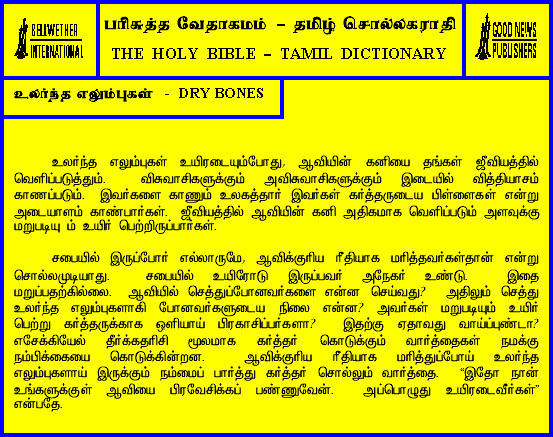 BELLWETHER
INTERNATIONAL
பரிசுத்த வேதாகமம் – தமிழ் சொல்லகராதி
THE HOLY BIBLE – TAMIL DICTIONARY
GOOD NEWS
PUBLISHERS
உலர்ந்த எலும்புகள் - DRY BONES
உலர்ந்த எலும்புகள் உயிரடையும்போது, ஆவியின் கனியை தங்கள் ஜீவியத்தில்
வெளிப்படுத்தும். விசுவாசிகளுக்கும் அவிசுவாசிகளுக்கும் இடையில் வித்தியாசம்
காணப்படும். இவர்களை காணும் உலகத்தார் இவர்கள் கர்த்தருடைய பிள்ளைகள் என்று
அடையாளம் காண்பார்கள். ஜீவியத்தில் ஆவியின் கனி அதிகமாக வெளிப்படும் அளவுக்கு
மறுபடியு ம் உயிர் பெற்றிருப்பார்கள்.
சபையில் இருப்போர் எல்லாருமே, ஆவிக்குரிய ரீதியாக மரித்தவர்கள்தான் என்று
சொல்லமுடியாது. சபையில் உயிரோடு இருப்பவர் அநேகர் உண்டு. இதை
மறுப்பதற்கில்லை. ஆவியில் செத்துப்போனவர்களை என்ன செய்வது? அதிலும் செத்து
உலர்ந்த எலும்புகளாகி போனவர்களுடைய நிலை என்ன? அவர்கள் மறுபடியும் உயிர்
பெற்று கர்த்தருக்காக ஒளியாய் பிரகாசிப்பார்களா? இதற்கு ஏதாவது வாய்ப்புண்டா?
எசேக்கியேல் தீர்க்கதரிசி மூலமாக கர்த்தர் கொடுக்கும் வார்த்தைகள் நமக்கு
நம்பிக்கையை கொடுக்கின்றன. ஆவிக்குரிய ரீதியாக மரித்துப்போய் உலர்ந்த
எலும்புகளாய் இருக்கும் நம்மைப் பார்த்து கர்த்தர் சொல்லும் வார்த்தை. “இதோ நான்
உங்களுக்குள் ஆவியை பிரவேசிக்கப் பண்ணுவேன். அப்பொழுது உயிரடைவீர்கள்”
என்பதே.